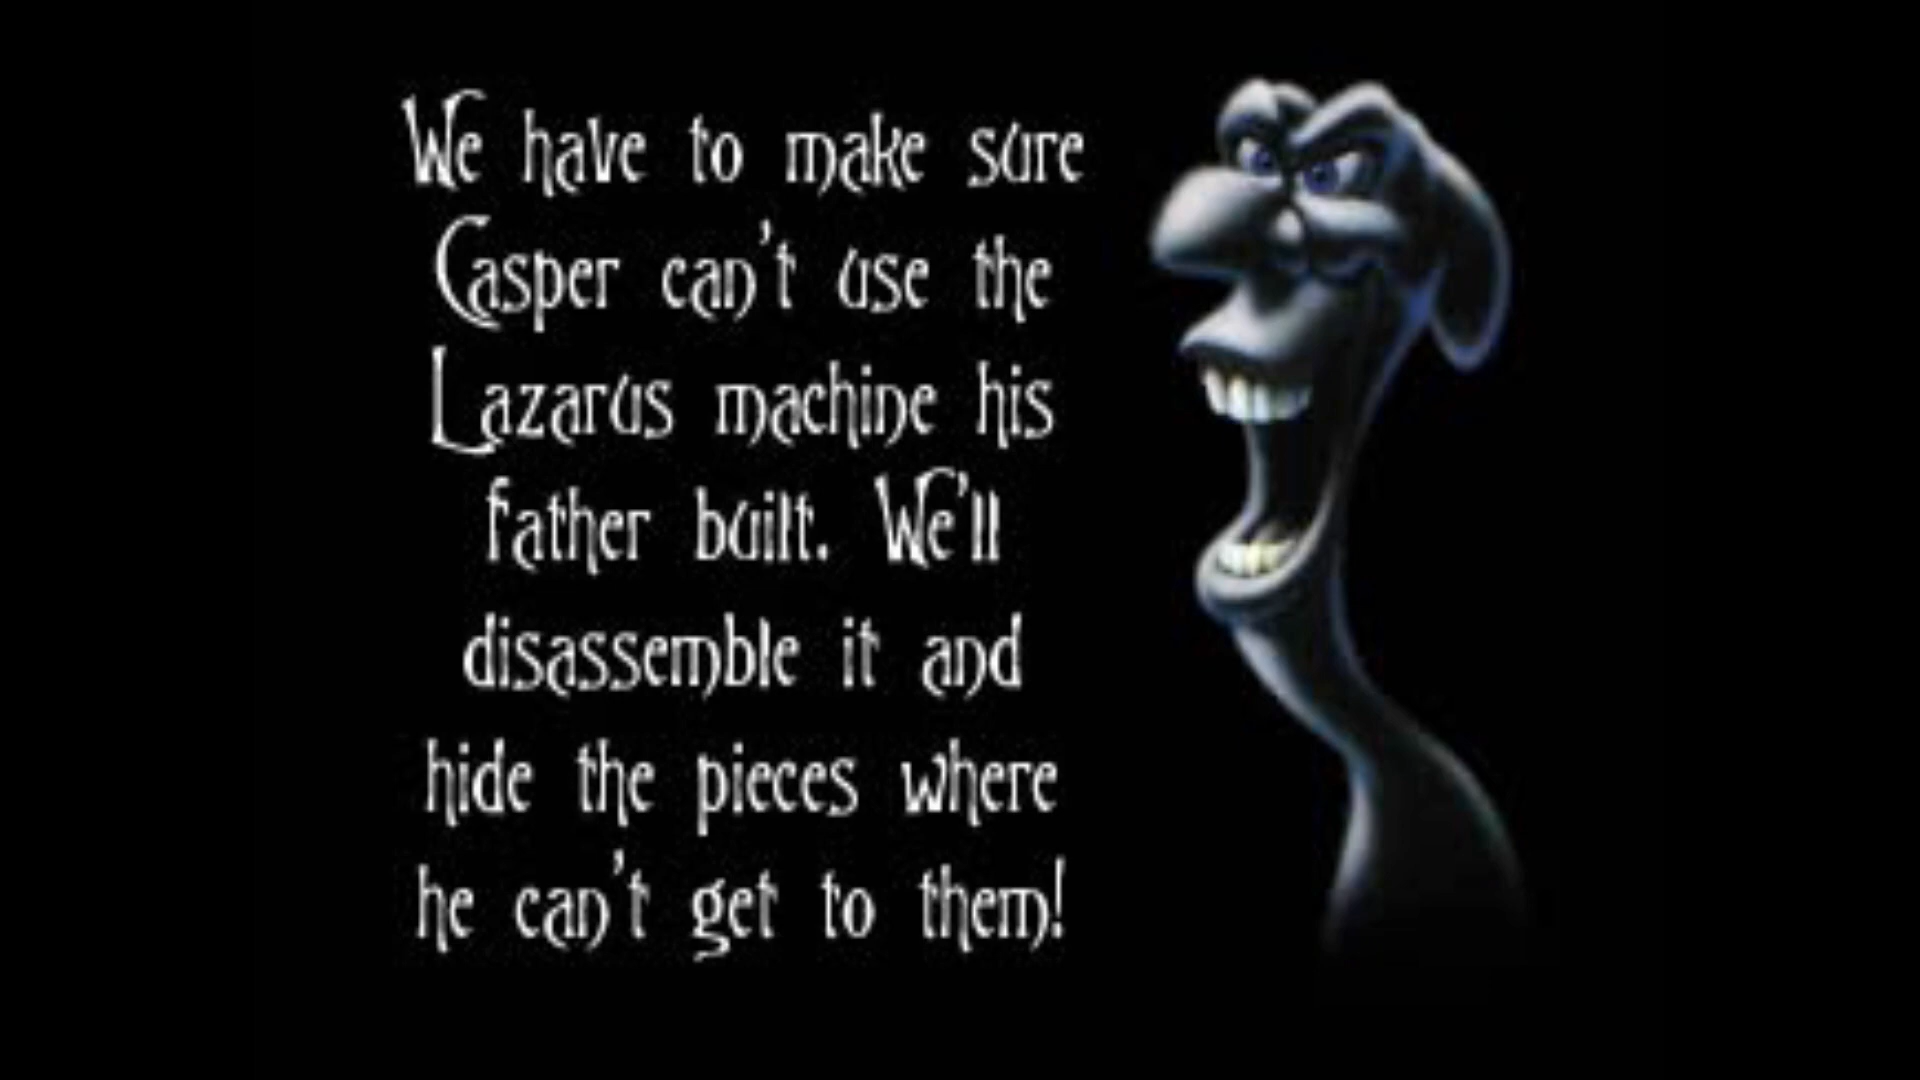 We have to make sure
Casper can't use the
Lazarus machine his
father built. We'll
disassemble it and
hide the pieces where
he can't get to them!